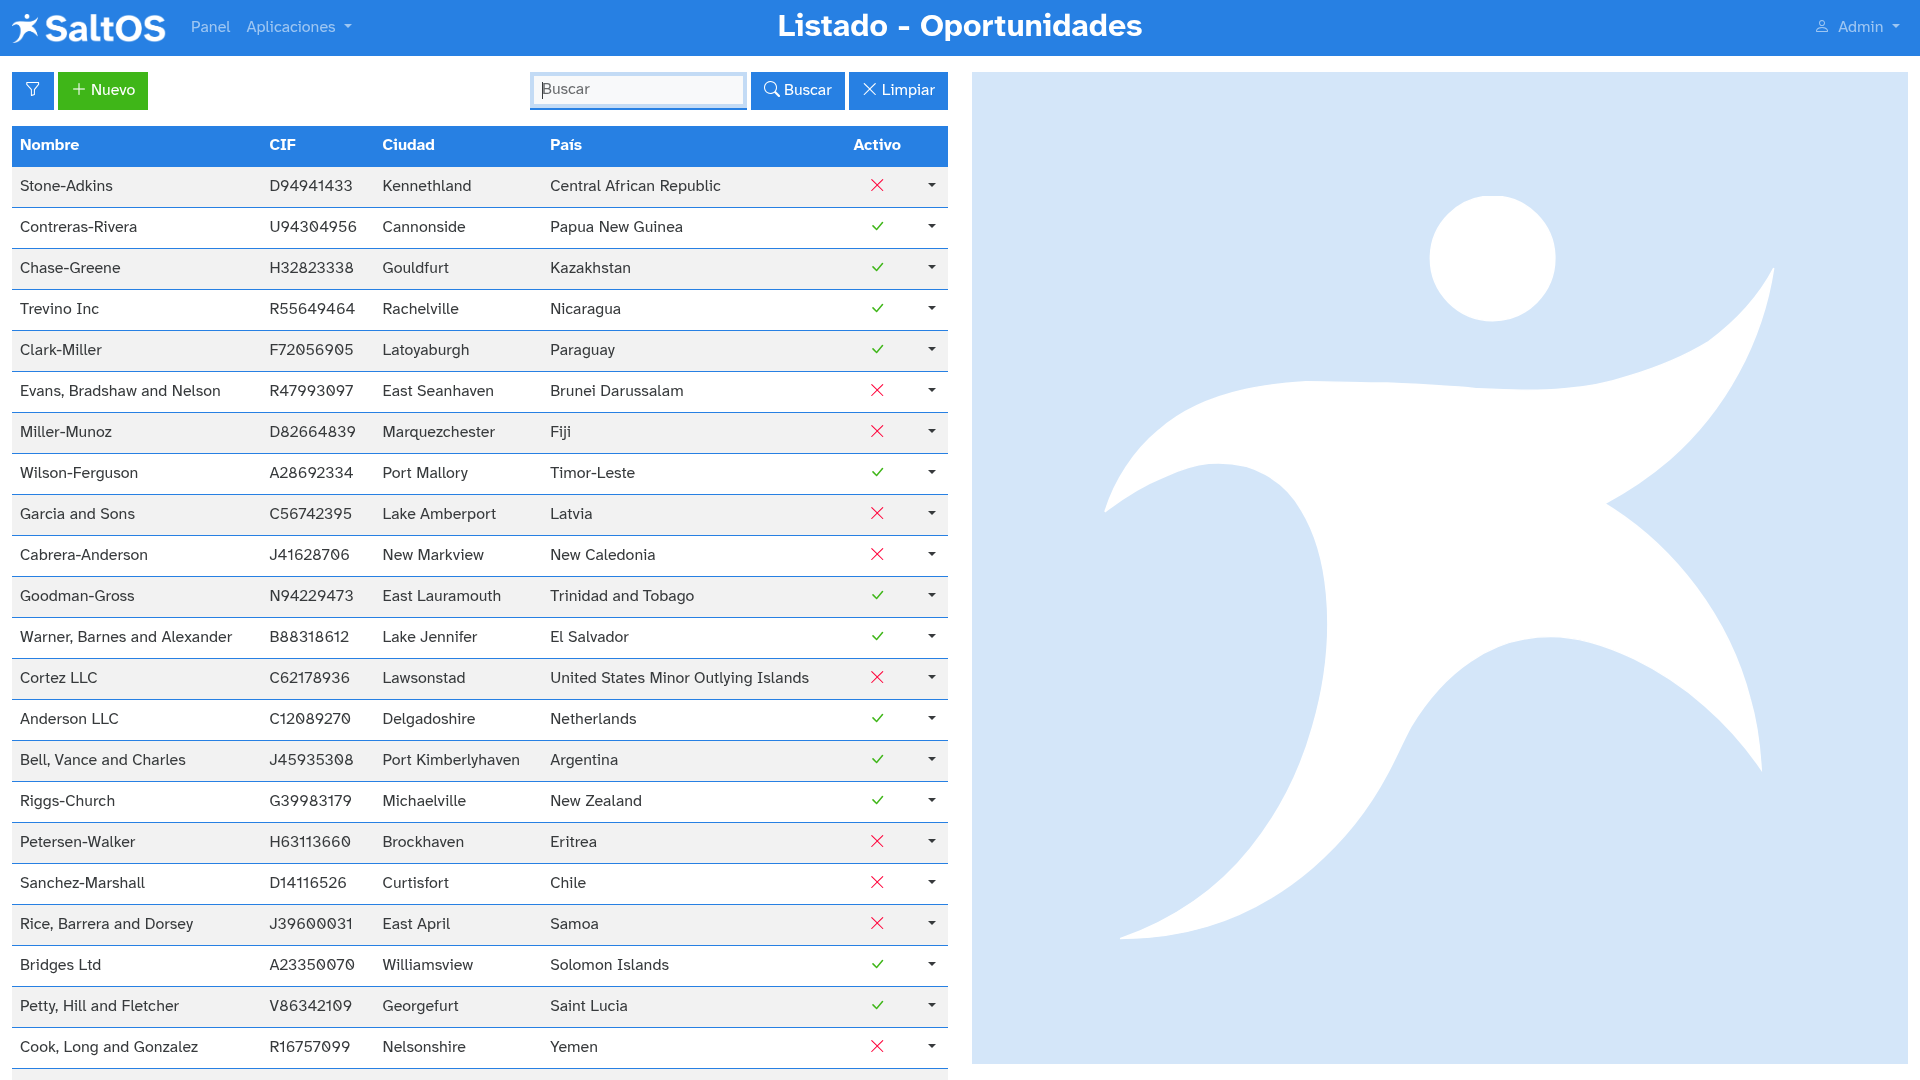 SaltOS Panel Aplicaciones Listado - Oportunidades Admin
Nuevo Buscar Buscar Limpiar
Nombre CIF Ciudad País Activo
Stone-Adkins D94941433 Kennethland Central African Republic
Contreras-Rivera U94304956 Cannonside Papua New Guinea
Chase-Greene H32823338 Gouldfurt Kazakhstan
Trevino Inc R55649464 Rachelville Nicaragua
Clark-Miller F72056905 Latoyaburgh Paraguay
Evans, Bradshaw and Nelson R47993097 East Seanhaven Brunei Darussalam
Miller-Munoz D82664839 Marquezchester Fiji
Wilson-Ferguson A28692334 Port Mallory Timor-Leste
Garcia and Sons C56742395 Lake Amberport Latvia
Cabrera-Anderson J41628706 New Markview New Caledonia
Goodman-Gross N94229473 East Lauramouth Trinidad and Tobago
Warner, Barnes and Alexander B88318612 Lake Jennifer El Salvador
Cortez LLC C62178936 Lawsonstad United States Minor Outlying Islands
Anderson LLC C12089270 Delgadoshire Netherlands
Bell, Vance and Charles J45935308 Port Kimberlyhaven Argentina
Riggs-Church G39983179 Michaelville New Zealand
Petersen-Walker H63113660 Brockhaven Eritrea
Sanchez-Marshall D14116526 Curtisfort Chile
Rice, Barrera and Dorsey J39600031 East April Samoa
Bridges Ltd A23350070 Williamsview Solomon Islands
Petty, Hill and Fletcher V86342109 Georgefurt Saint Lucia
Cook, Long and Gonzalez R16757099 Nelsonshire Yemen